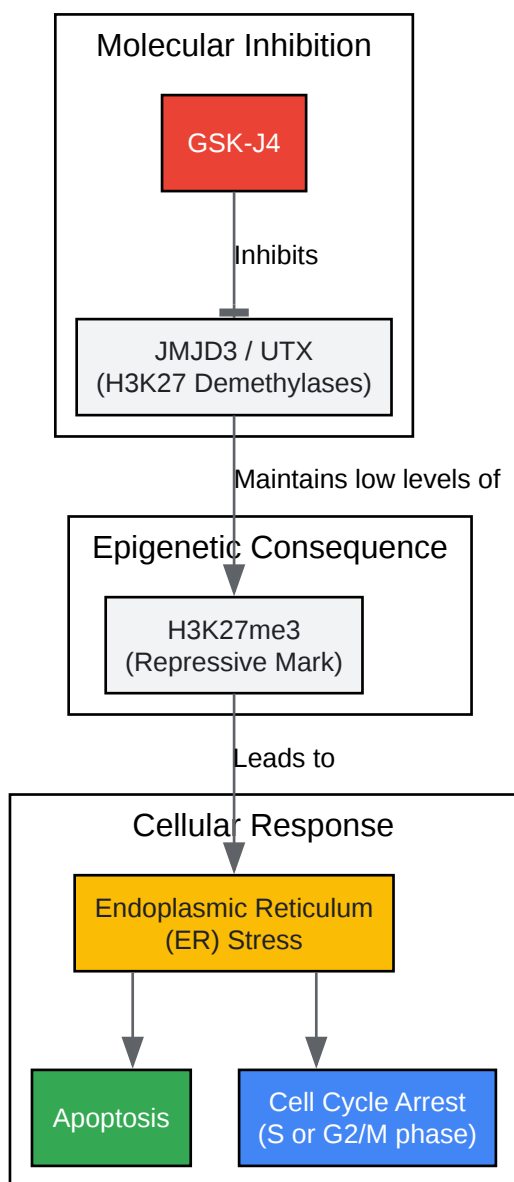 Molecular Inhibition
GSK-J4
Inhibits
JMJD3 / UTX
(H3K27 Demethylases)
Maintains low levels of
Epigenetic Consequence
H3K27me3
(Repressive Mark)
Leads to
Cellular Response
Endoplasmic Reticulum
(ER) Stress
Apoptosis
Cell Cycle Arrest
(S or G2/M phase)